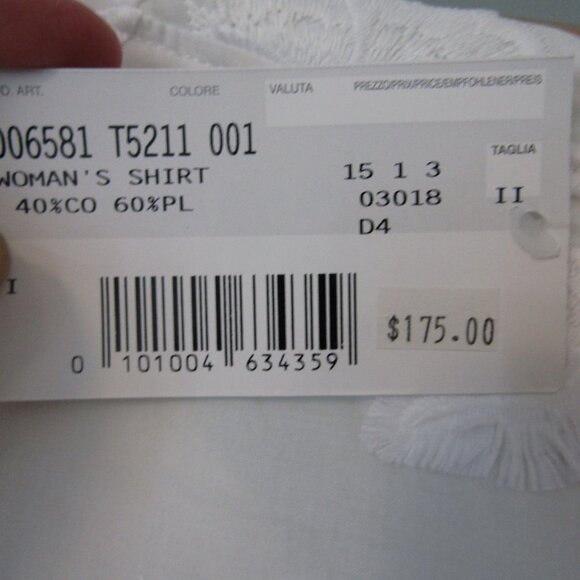 O ART. COLORE VALUTA PREZZO/PRIX/PRICE/EMPFOHLENER/PREIS
006581 T5211 001 TAGLIA
WOMAN'S SHIRT 15 1 3
40%CO 60%PL 03018 II
D4
I
$175.00
0 101004 634359